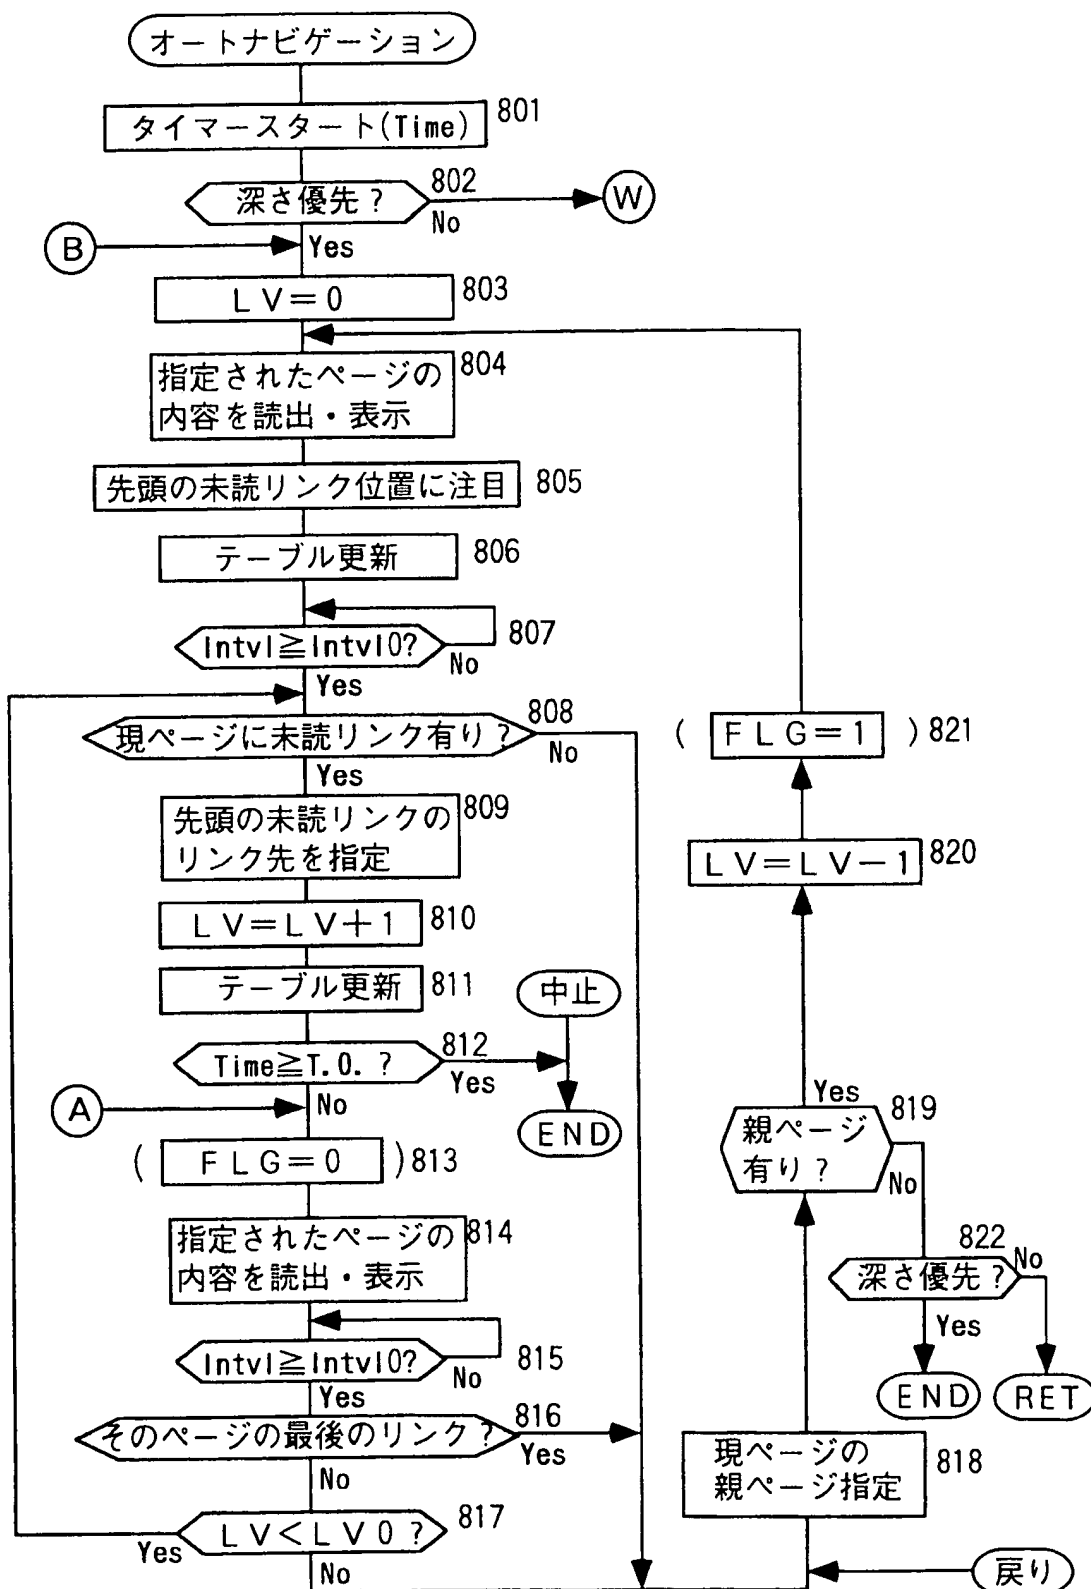 オートナビゲーション
タイマースタート(Time)
801
深さ優先?
802
No
W
B
Yes
LV=0
803
指定されたページの
内容を読出・表示
804
先頭の未読リンク位置に注目
805
テーブル更新
806
Intvl≧Intvl0?
807
No
Yes
現ページに未読リンク有り?
808
No
Yes
先頭の未読リンクの
リンク先を指定
809
LV=LV+1
810
テーブル更新
811
中止
Time≧T.O.?
812
Yes
END
A
No
(FLG=0)
813
指定されたページの
内容を読出・表示
814
Intvl≧Intvl0?
815
No
Yes
そのページの最後のリンク?
816
Yes
No
LV<LV0?
817
Yes
No
戻り
現ページの
親ページ指定
818
親ページ
有り?
819
Yes
No
深さ優先?
822
No
Yes
END
RET
LV=LV-1
820
(FLG=1)
821